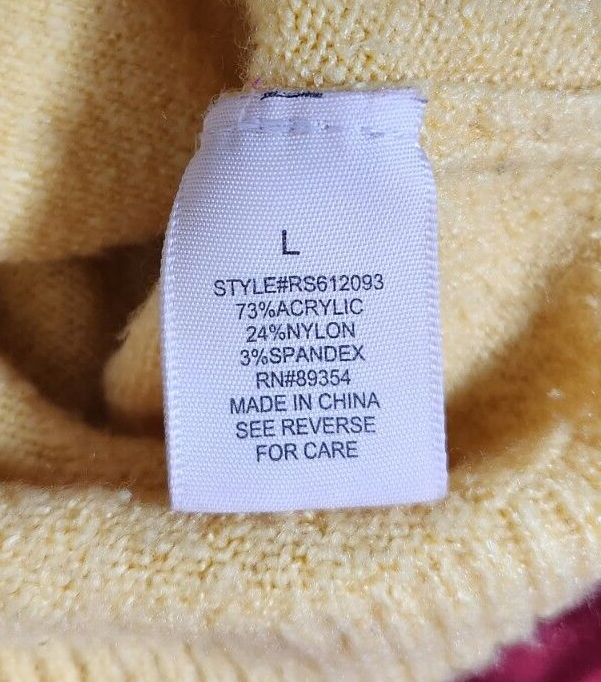 L
STYLE#RS612093
73%ACRYLIC
24%NYLON
3%SPANDEX
RN#89354
MADE IN CHINA
SEE REVERSE
FOR CARE